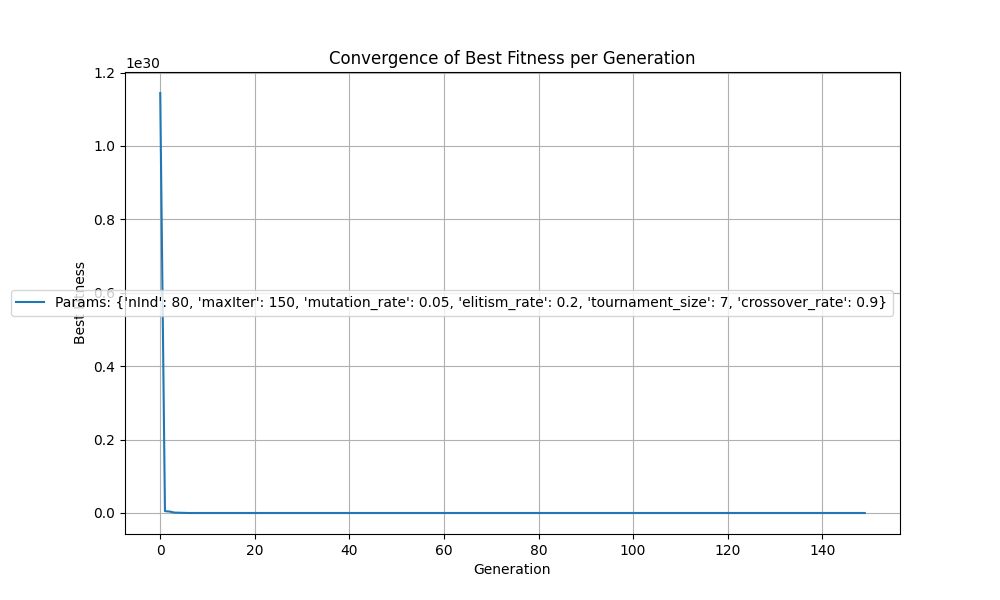 Convergence of Best Fitness per Generation
1e30
1.2
1.0
0.8
0.6
0.4
0.2
0.0
Best
Params: {'nInd': 80, 'maxIter': 150, 'mutation_rate': 0.05, 'elitism_rate': 0.2, 'tournament_size': 7, 'crossover_rate': 0.9}
0 20 40 60 80 100 120 140
Generation